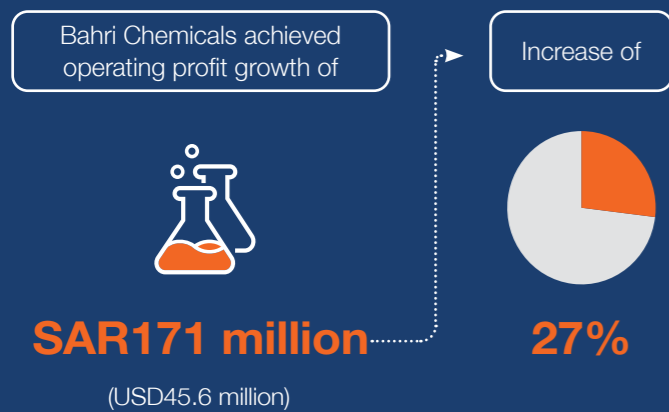 Bahri Chemicals achieved
operating profit growth of
SAR171 million
(USD45.6 million)
Increase of
27%